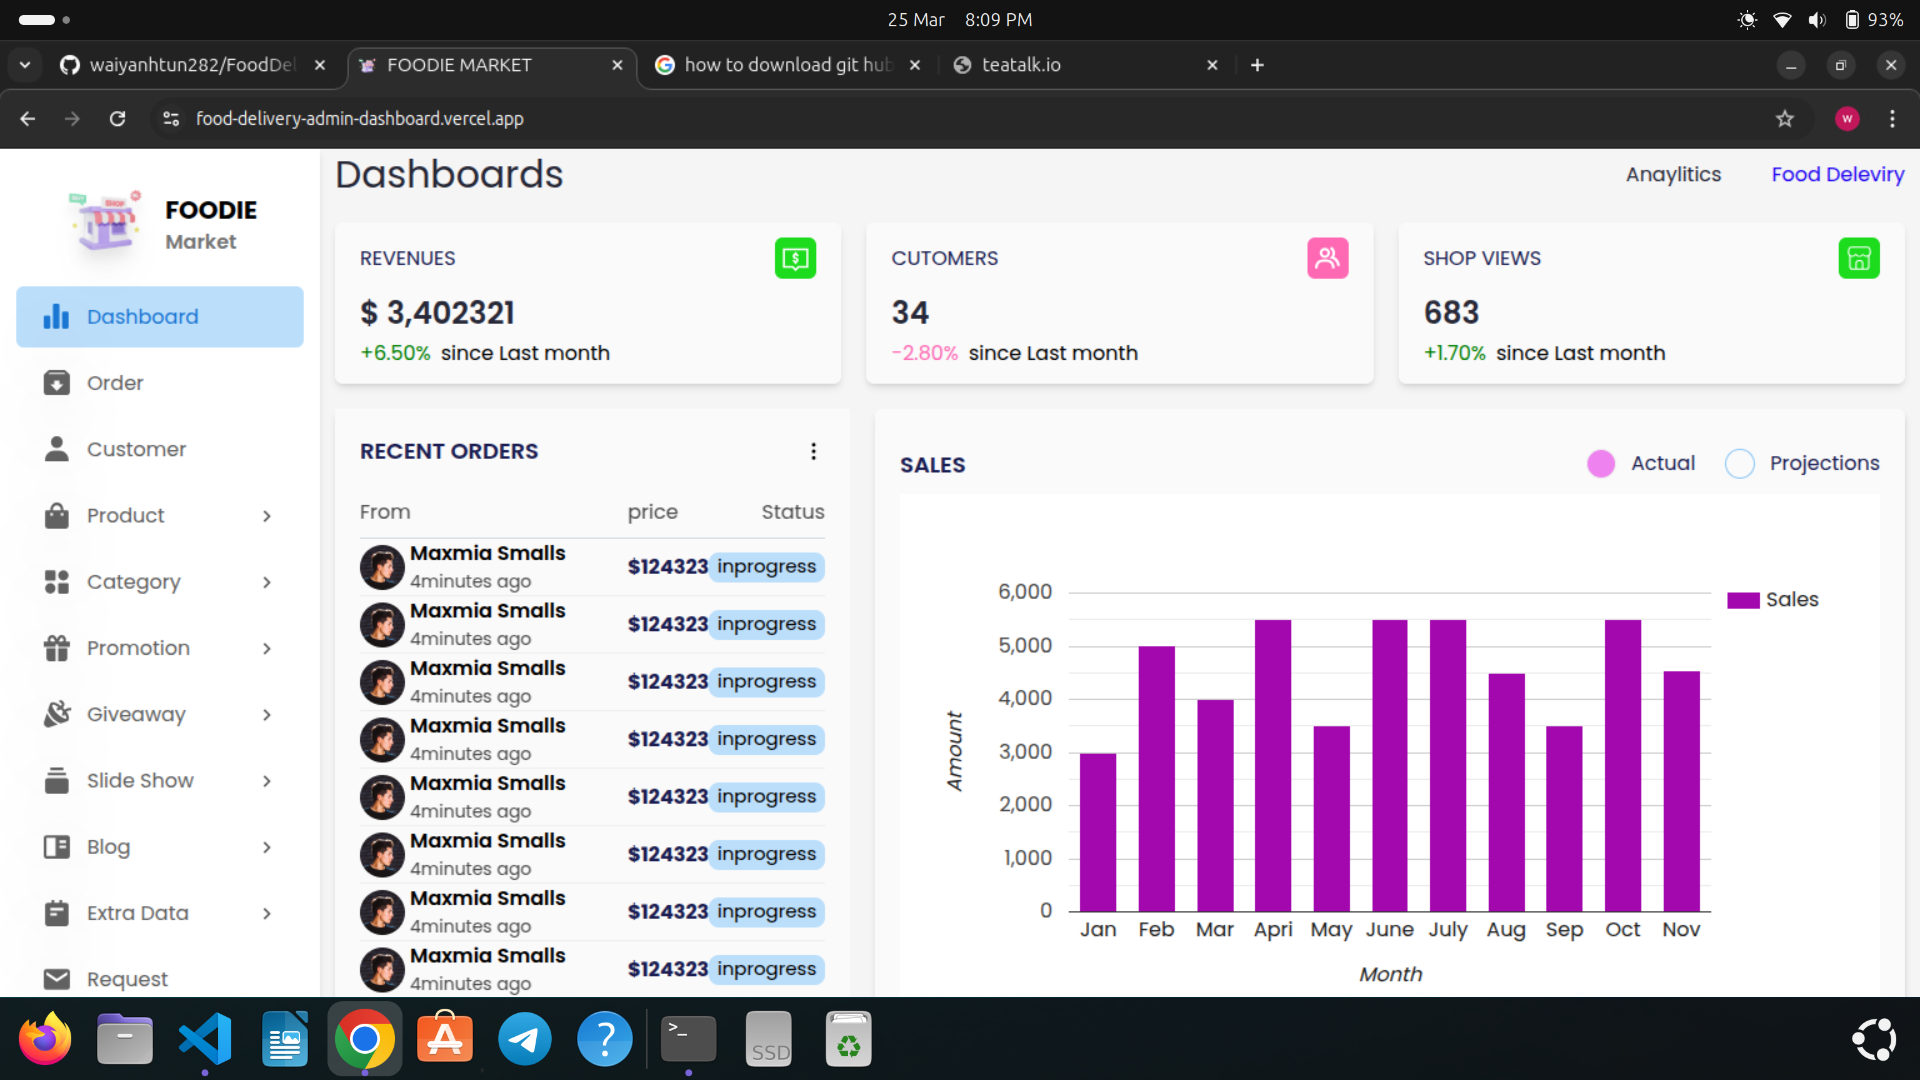 25 Mar 8:09 PM
93%
waiyanhtun282/FoodDel
FOODIE MARKET
how to download git hub
teatalk.io
food-delivery-admin-dashboard.vercel.app
W
SHOP
FOODIE
Market
Dashboard
Order
Customer
Product
Category
Promotion
Giveaway
Slide Show
Blog
Extra Data
Request
Dashboards
Anaylitics
Food Deleviry
REVENUES
$ 3,402321
+6.50% since Last month
CUTOMERS
34
-2.80% since Last month
SHOP VIEWS
683
+1.70% since Last month
RECENT ORDERS
From price Status
Maxmia Smalls
4minutes ago
$124323 inprogress
Maxmia Smalls
4minutes ago
$124323 inprogress
Maxmia Smalls
4minutes ago
$124323 inprogress
Maxmia Smalls
4minutes ago
$124323 inprogress
Maxmia Smalls
4minutes ago
$124323 inprogress
Maxmia Smalls
4minutes ago
$124323 inprogress
Maxmia Smalls
4minutes ago
$124323 inprogress
Maxmia Smalls
4minutes ago
$124323 inprogress
SALES
Actual
Projections
Sales
6,000
5,000
4,000
3,000
2,000
1,000
0
Amount
Jan Feb Mar Apri May June July Aug Sep Oct Nov
Month
SSD